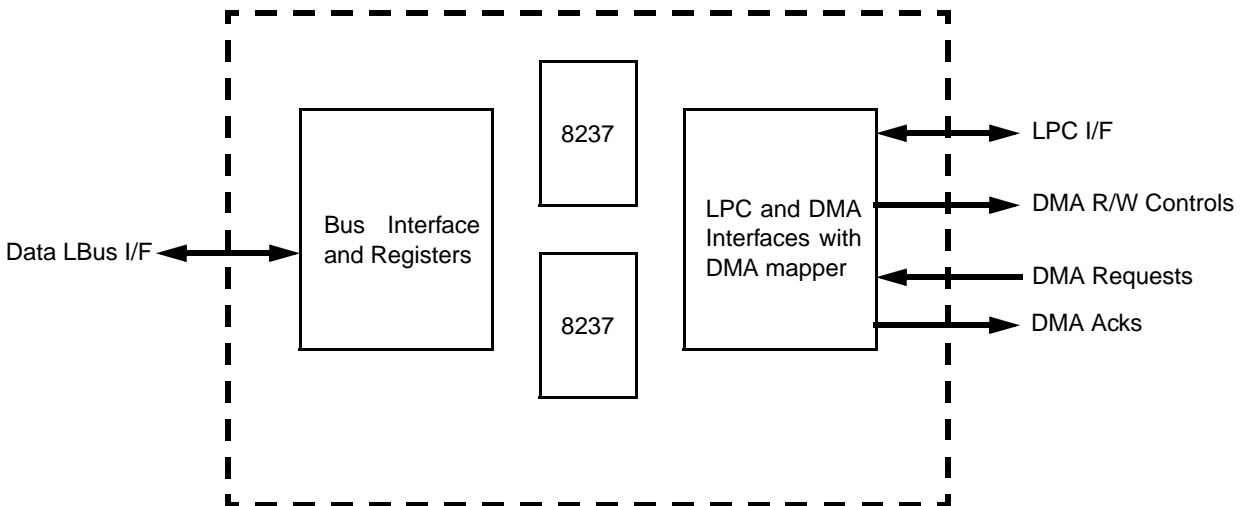 Data LBus I/F
Bus Interface
and Registers
8237
8237
LPC and DMA
Interfaces with
DMA mapper
LPC I/F
DMA R/W Controls
DMA Requests
DMA Acks